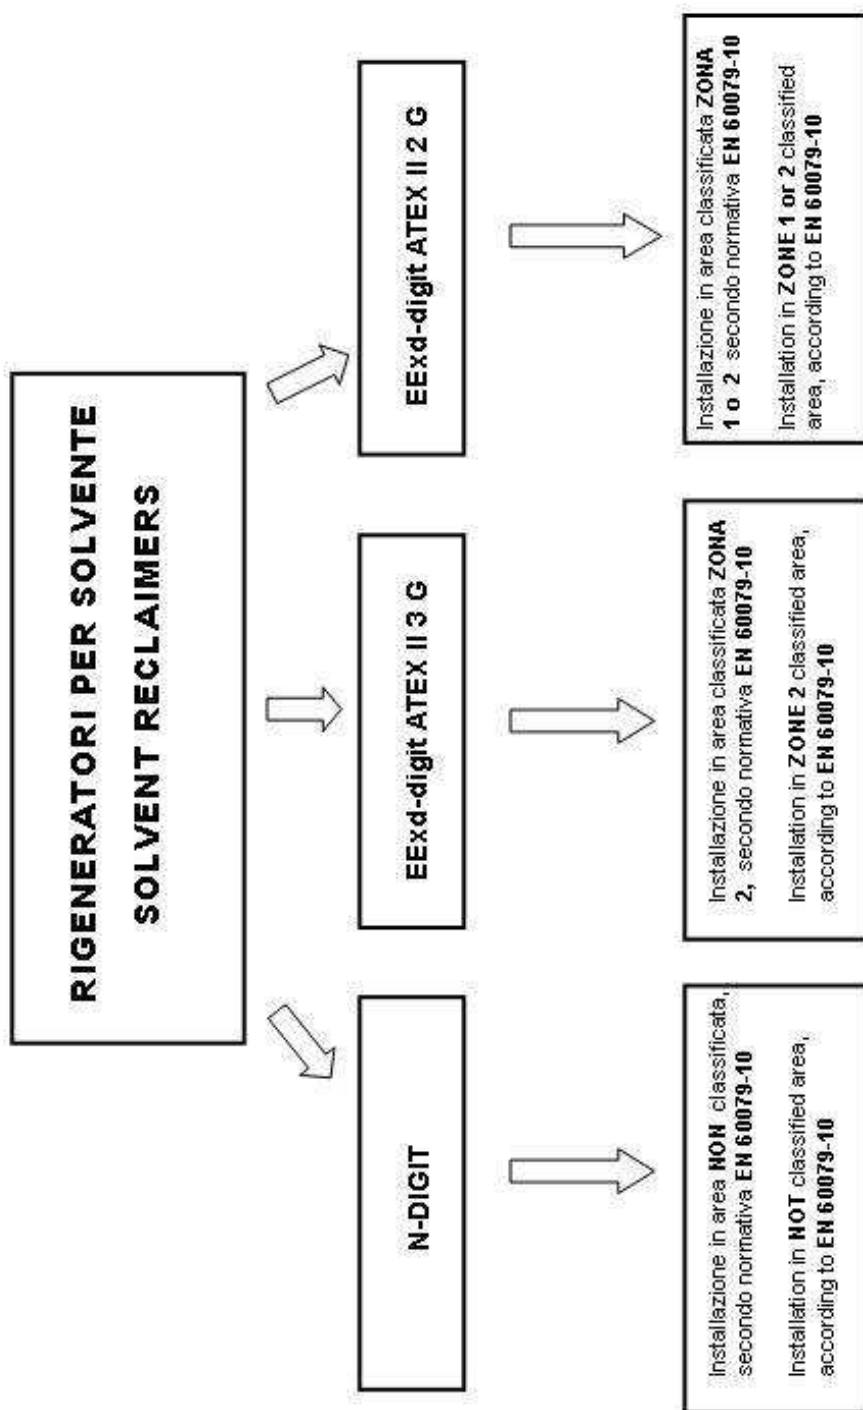 RIGENERATORI PER SOLVENTE
SOLVENT RECLAIMERS
N-DIGIT
EExd-digit ATEX II 3 G
EExd-digit ATEX II 2 G
Installazione in area NON classificata,
secondo normativa EN 60079-10
Installation in NOT classified area,
according to EN 60079-10
Installazione in area classificata ZONA
2, secondo normativa EN 60079-10
Installation in ZONE 2 classified area,
according to EN 60079-10
Installazione in area classificata ZONA
1 o 2 secondo normativa EN 60079-10
Installation in ZONE 1 or 2 classified
area, according to EN 60079-10